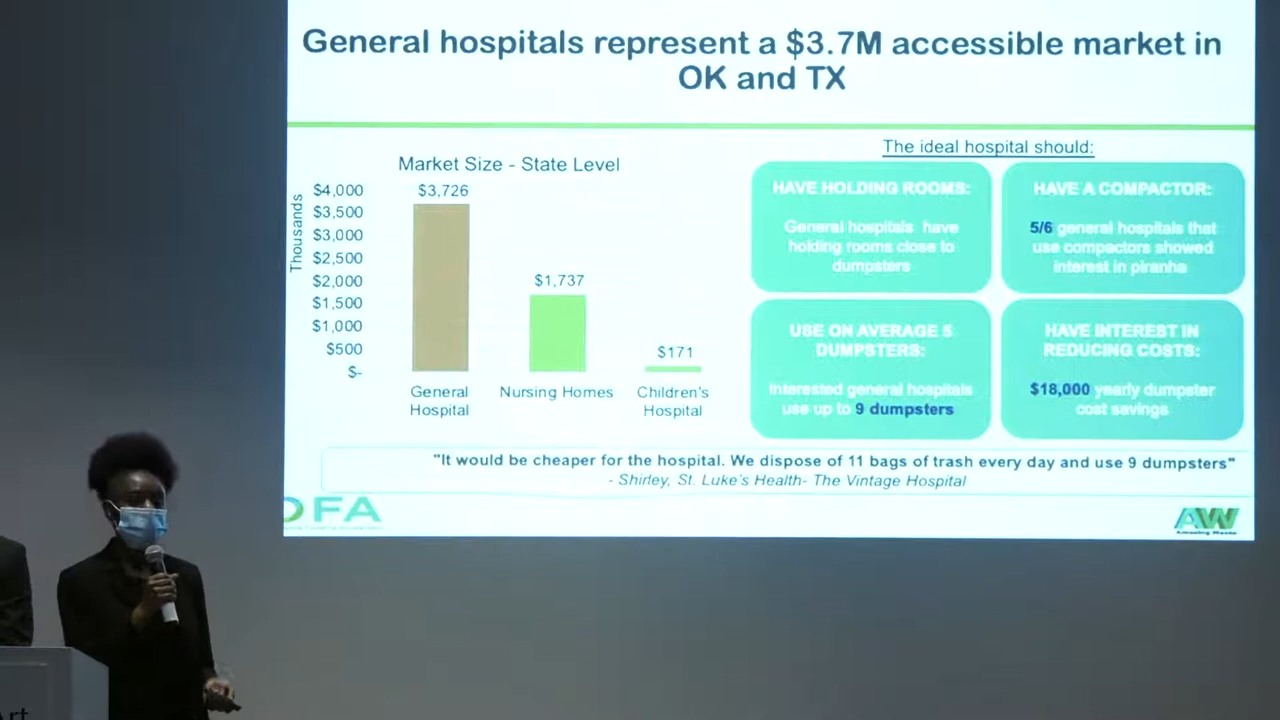 General hospitals represent a $3.7M accessible market in
OK and TX
Market Size - State Level
Thousands
$4,000
$3,500
$3,000
$2,500
$2,000
$1,500
$1,000
$500
$-
$3,726
$1,737
$171
General
Hospital
Nursing Homes
Children's
Hospital
The ideal hospital should:
HAVE HOLDING ROOMS:
General hospitals have
holding rooms close to
dumpsters
HAVE A COMPACTOR:
5/6 general hospitals that
use compactors showed
interest in piranha
USE ON AVERAGE 5
DUMPSTERS:
Interested general hospitals
use up to 9 dumpsters
HAVE INTEREST IN
REDUCING COSTS:
$18,000 yearly dumpster
cost savings
"It would be cheaper for the hospital. We dispose of 11 bags of trash every day and use 9 dumpsters"
- Shirley, St. Luke's Health- The Vintage Hospital
OFA
AW
Amazing Waste
Art